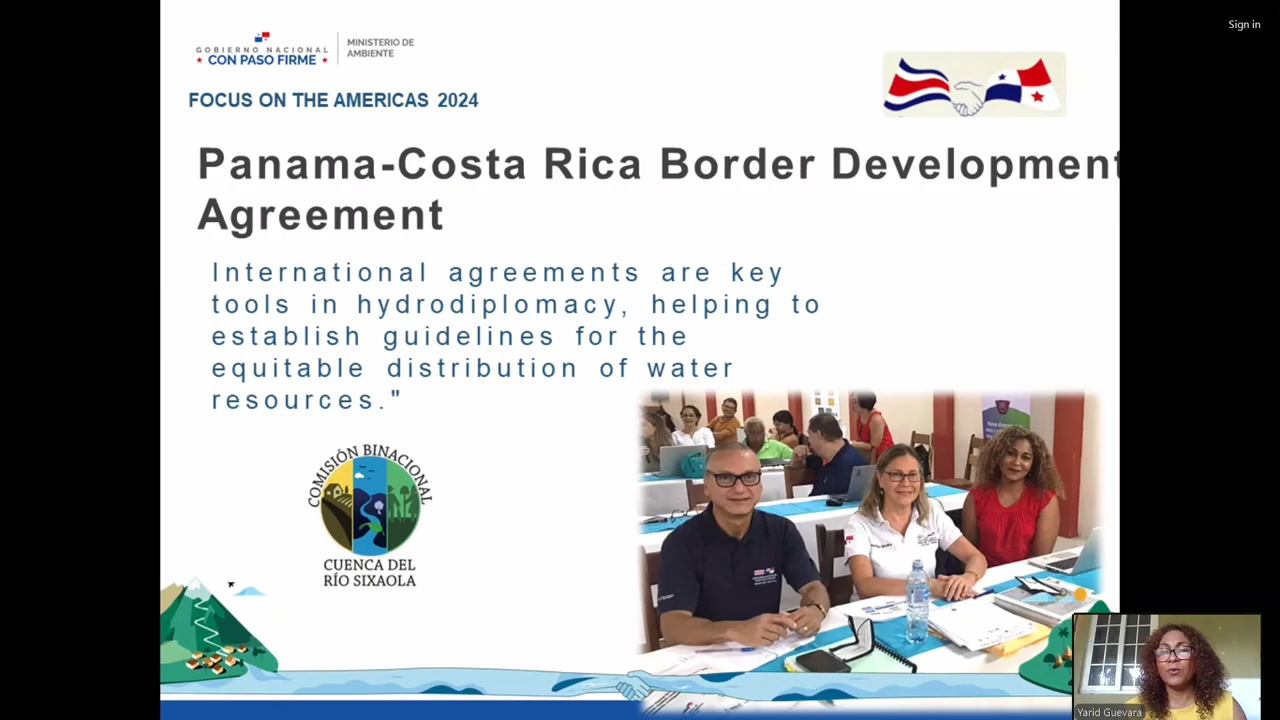 Sign in
GOBIERNO NACIONAL
CON PASO FIRME
MINISTERIO DE
AMBIENTE
FOCUS ON THE AMERICAS 2024
Panama-Costa Rica Border Development
Agreement
International agreements are key
tools in hydrodiplomacy, helping to
establish guidelines for the
equitable distribution of water
resources."
COMISIÓN BINACIONAL
CUENCA DEL
RÍO SIXAOLA
Yarid Guevara